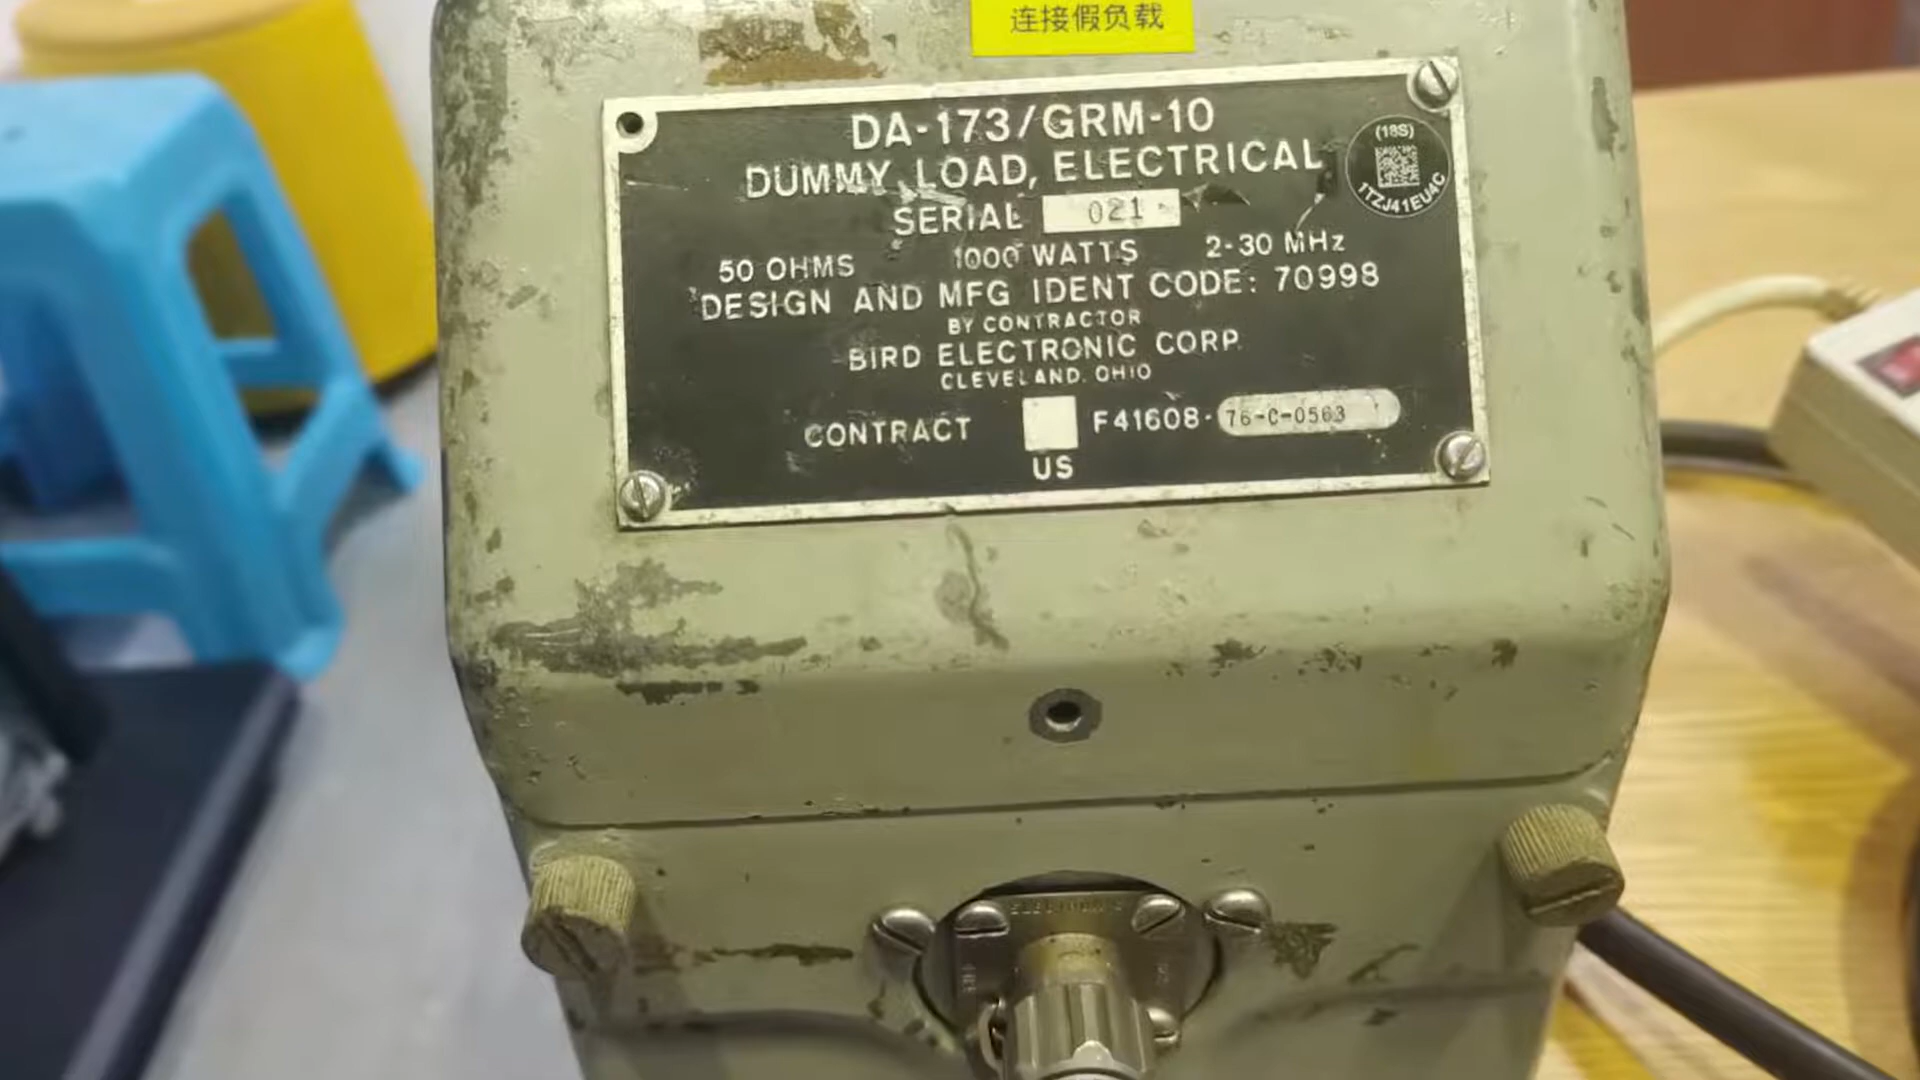 连接假负载
DA-173/GRM-10
DUMMY LOAD, ELECTRICAL
(18S)
1TZJ41EU4C
SERIAL 021
50 OHMS 1000 WATTS 2-30 MHz
DESIGN AND MFG IDENT CODE: 70998
BY CONTRACTOR
BIRD ELECTRONIC CORP.
CLEVELAND, OHIO
CONTRACT F41608-76-C-0563
US